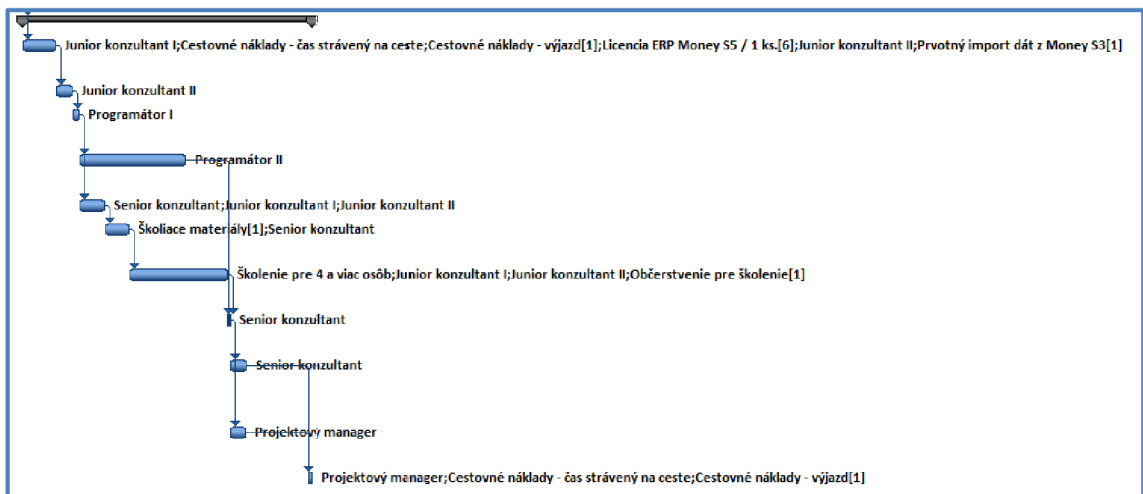 Junior konzultant I;Cestovné náklady - čas strávený na ceste;Cestovné náklady - výjazd[1];Licencia ERP Money S5 / 1 ks.[6];Junior konzultant II;Prvotný import dát z Money S3[1]
Junior konzultant II
Programátor I
Programátor II
Senior konzultant;Junior konzultant I;Junior konzultant II
Školiace materiály[1];Senior konzultant
Školenie pre 4 a viac osôb;Junior konzultant I;Junior konzultant II;Občerstvenie pre školenie[1]
Senior konzultant
Senior konzultant
Projektový manager
Projektový manager;Cestovné náklady - čas strávený na ceste;Cestovné náklady - výjazd[1]